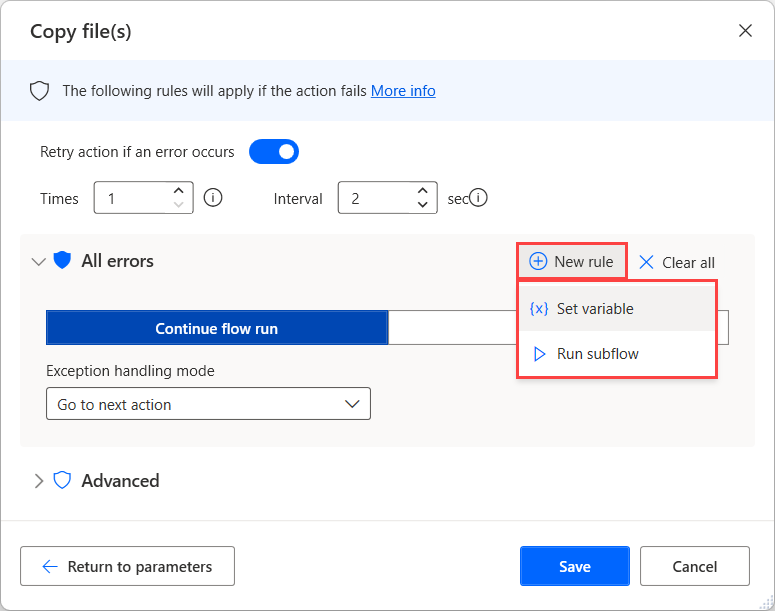 Copy file(s)
The following rules will apply if the action fails More info
Retry action if an error occurs
Times 1 Interval 2 sec
All errors New rule Clear all
{x} Set variable
Continue flow run
Run subflow
Exception handling mode
Go to next action
Advanced
Return to parameters Save Cancel